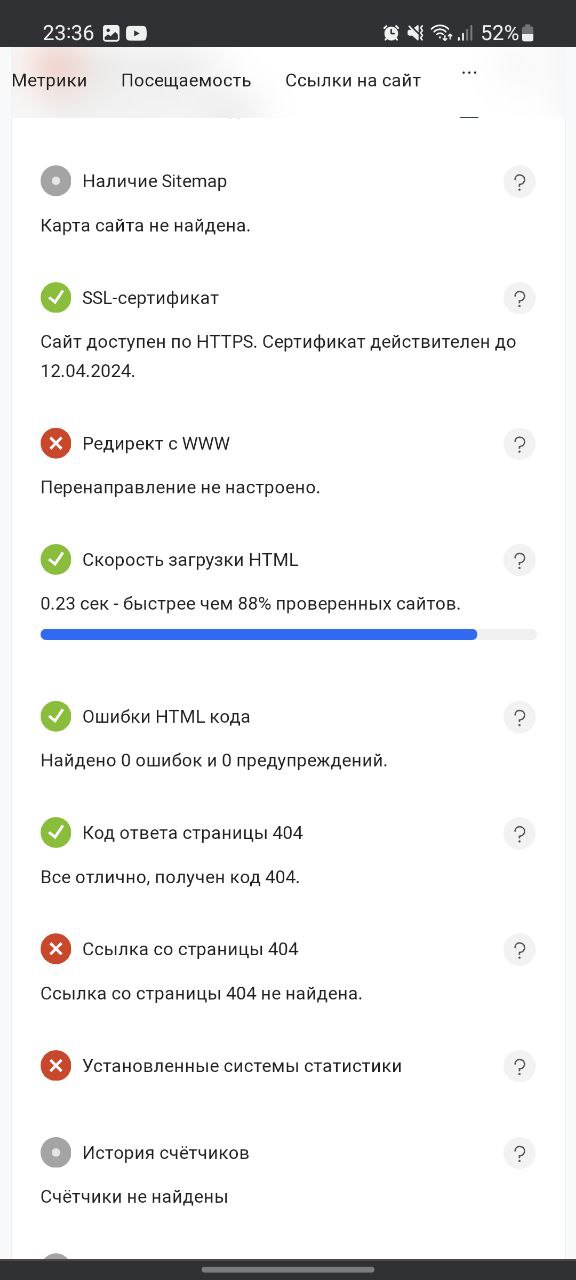 23:36 52%
Метрики Посещаемость Ссылки на сайт ...
Наличие Sitemap ?
Карта сайта не найдена.
SSL-сертификат ?
Сайт доступен по HTTPS. Сертификат действителен до
12.04.2024.
Редирект с WWW ?
Перенаправление не настроено.
Скорость загрузки HTML ?
0.23 сек - быстрее чем 88% проверенных сайтов.
Ошибки HTML кода ?
Найдено 0 ошибок и 0 предупреждений.
Код ответа страницы 404 ?
Все отлично, получен код 404.
Ссылка со страницы 404 ?
Ссылка со страницы 404 не найдена.
Установленные системы статистики ?
История счётчиков ?
Счётчики не найдены